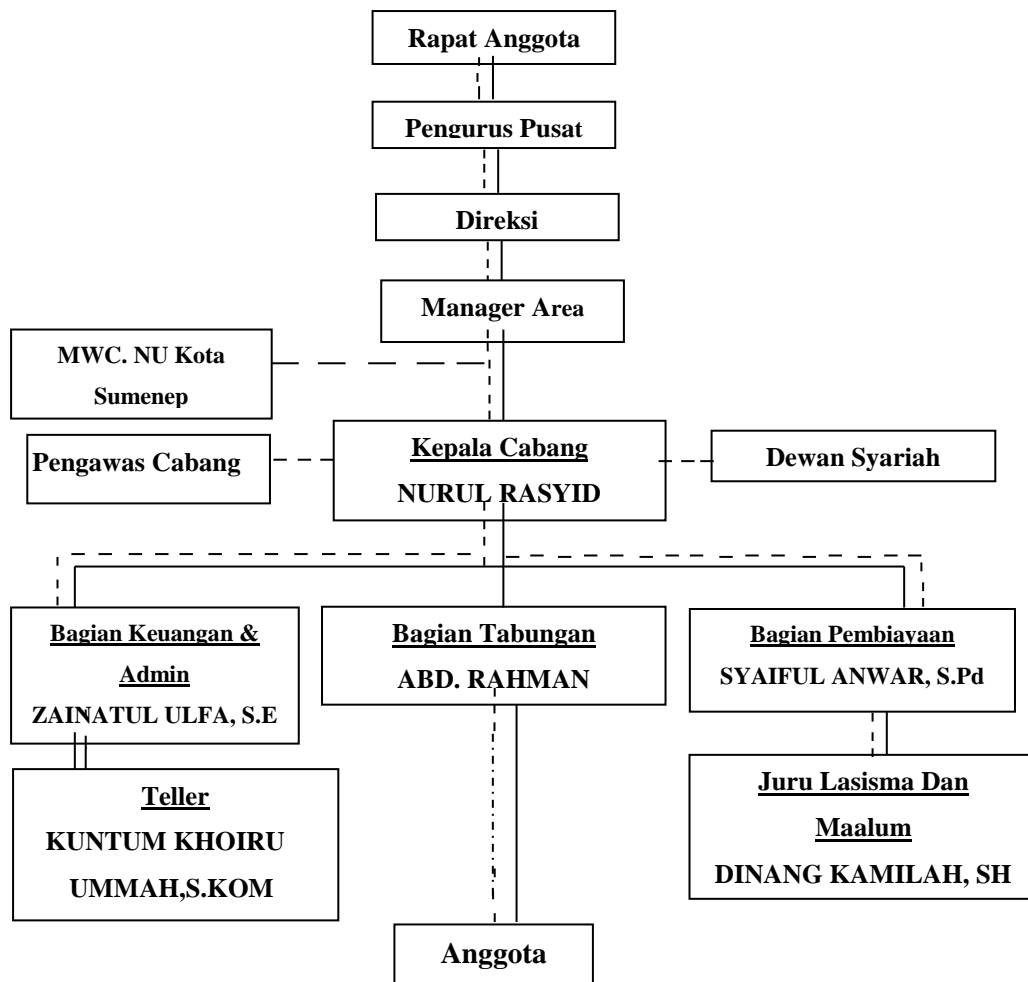 Rapat Anggota
Pengurus Pusat
Direksi
Manager Area
MWC. NU Kota
Sumenep
Pengawas Cabang
Kepala Cabang
NURUL RASYID
Dewan Syariah
Bagian Keuangan &
Admin
ZAINATUL ULFA, S.E
Bagian Tabungan
ABD. RAHMAN
Bagian Pembiayaan
SYAIFUL ANWAR, S.Pd
Teller
KUNTUM KHOIRU
UMMAH,S.KOM
Juru Lasisma Dan
Maalum
DINANG KAMILAH, SH
Anggota